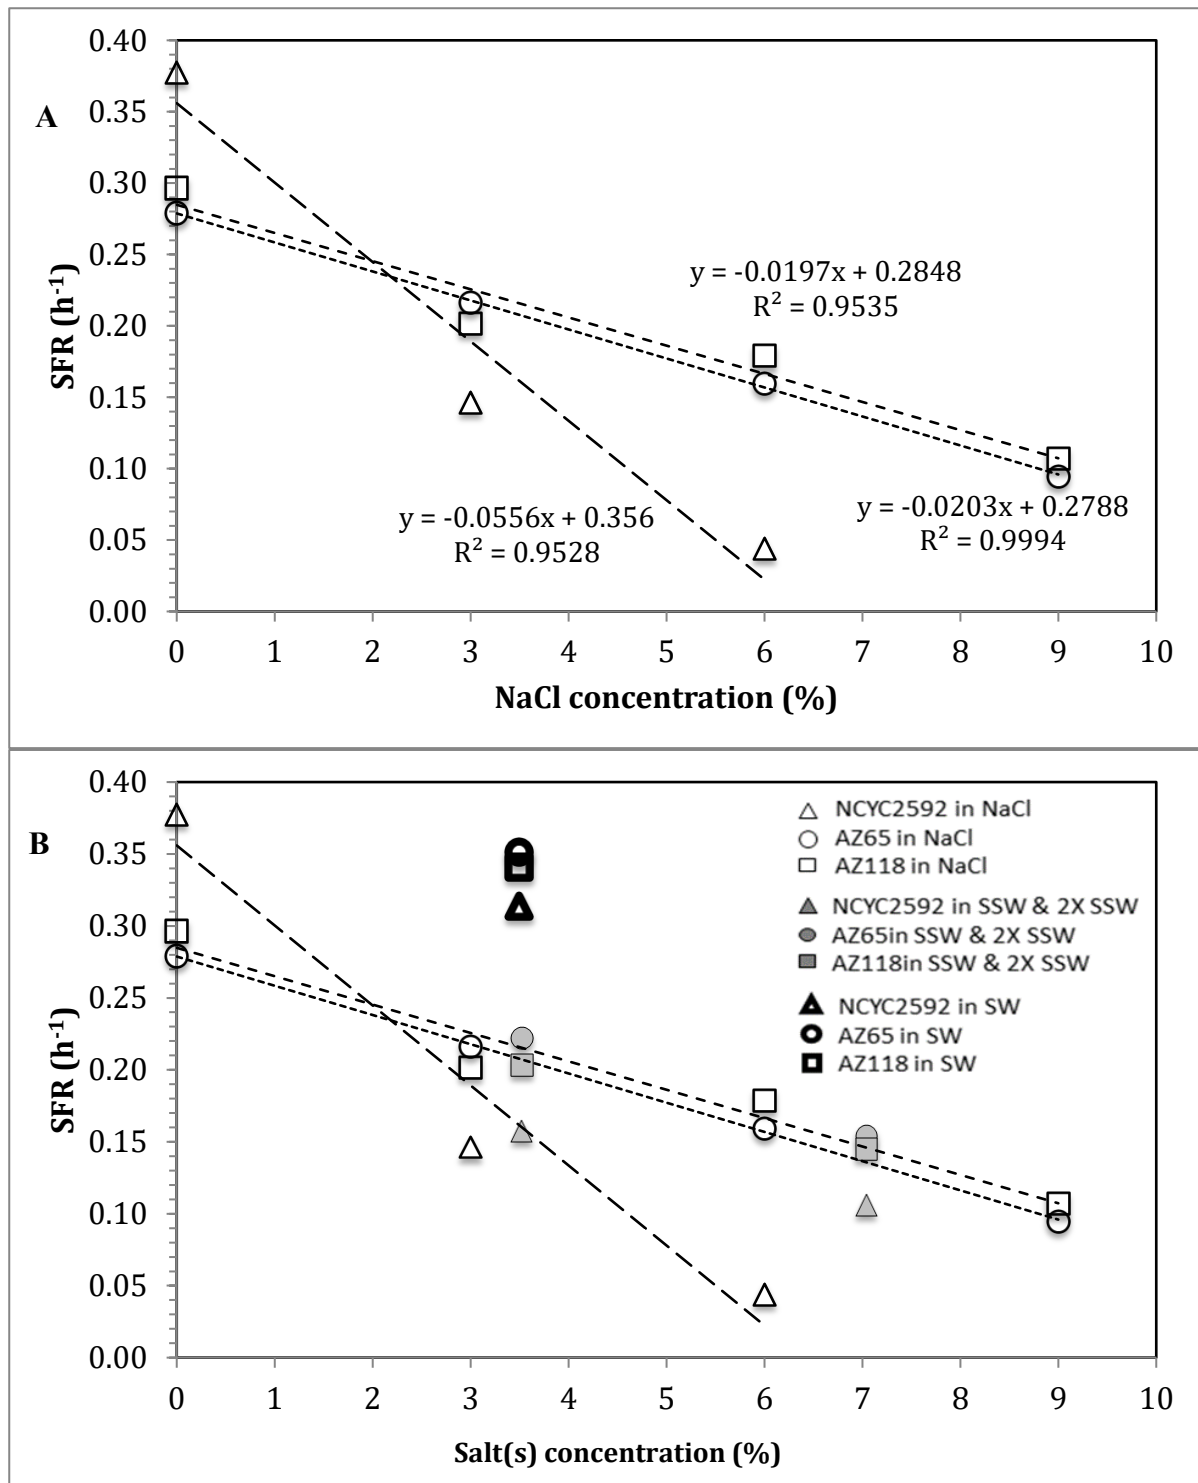 A
0.40
0.35
0.30
0.25
0.20
0.15
0.10
0.05
0.00
SFR (h⁻¹)
y = -0.0197x + 0.2848
R² = 0.9535
y = -0.0556x + 0.356
R² = 0.9528
y = -0.0203x + 0.2788
R² = 0.9994
0 1 2 3 4 5 6 7 8 9 10
NaCl concentration (%)
B
0.40
0.35
0.30
0.25
0.20
0.15
0.10
0.05
0.00
SFR (h⁻¹)
NCYC2592 in NaCl
AZ65 in NaCl
AZ118 in NaCl
NCYC2592 in SSW & 2X SSW
AZ65in SSW & 2X SSW
AZ118in SSW & 2X SSW
NCYC2592 in SW
AZ65 in SW
AZ118 in SW
0 1 2 3 4 5 6 7 8 9 10
Salt(s) concentration (%)